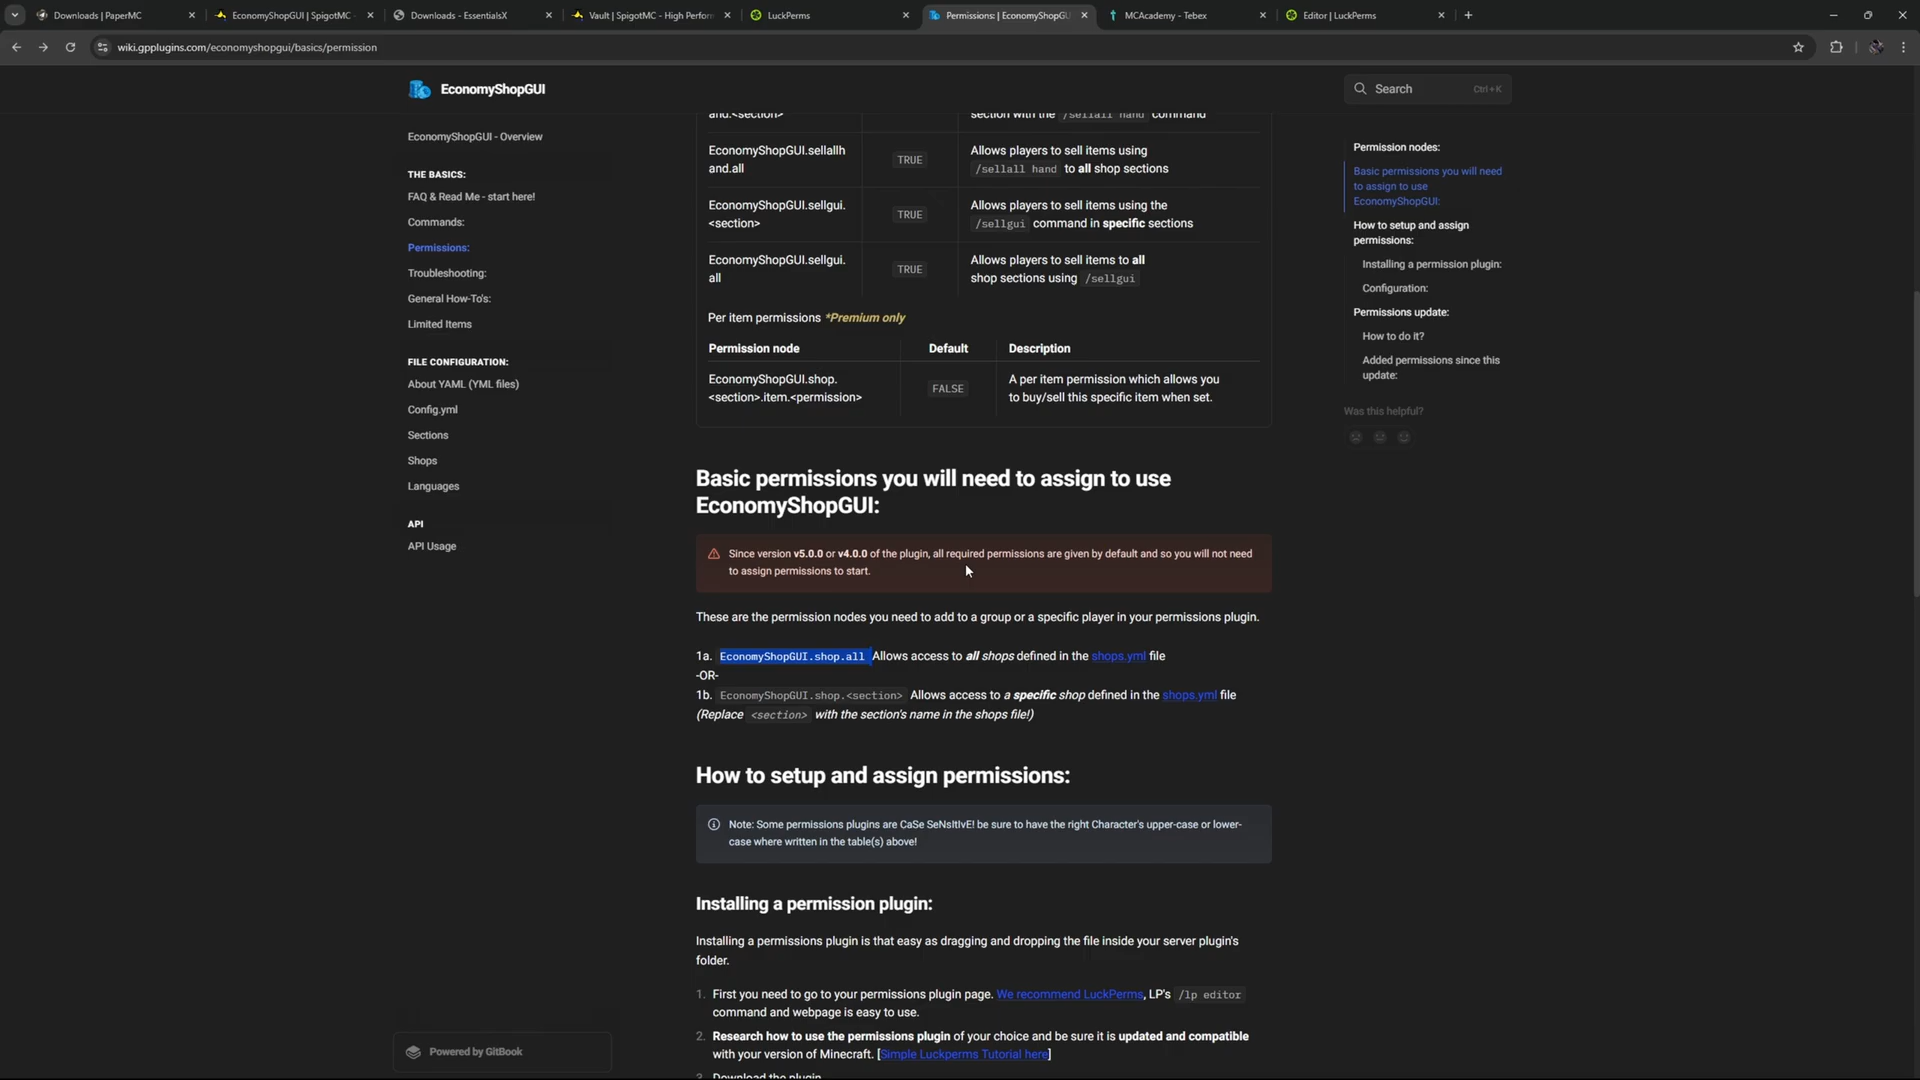 Downloads | PaperMC
EconomyShopGUI | SpigotMC
Downloads - EssentialsX
Vault | SpigotMC - High Perfor
LuckPerms
Permissions: | EconomyShopGU
MCAcademy - Tebex
Editor | LuckPerms
wiki.gpplugins.com/economyshopgui/basics/permission
EconomyShopGUI
Search
Ctrl+K
EconomyShopGUI - Overview
THE BASICS:
FAQ & Read Me - start here!
Commands:
Permissions:
Troubleshooting:
General How-To's:
Limited Items
FILE CONFIGURATION:
About YAML (YML files)
Config.yml
Sections
Shops
Languages
API
API Usage
Powered by GitBook
and.<section>
section with the /sellall hand command
EconomyShopGUI.sellallh
and.all
TRUE
Allows players to sell items using
/sellall hand to all shop sections
EconomyShopGUI.sellgui.
<section>
TRUE
Allows players to sell items using the
/sellgui command in specific sections
EconomyShopGUI.sellgui.
all
TRUE
Allows players to sell items to all
shop sections using /sellgui
Per item permissions *Premium only
Permission node Default Description
EconomyShopGUI.shop.
<section>.item.<permission>
FALSE
A per item permission which allows you
to buy/sell this specific item when set.
Basic permissions you will need to assign to use
EconomyShopGUI:
Since version v5.0.0 or v4.0.0 of the plugin, all required permissions are given by default and so you will not need
to assign permissions to start.
These are the permission nodes you need to add to a group or a specific player in your permissions plugin.
1a. EconomyShopGUI.shop.all Allows access to all shops defined in the shops.yml file
-OR-
1b. EconomyShopGUI.shop.<section> Allows access to a specific shop defined in the shops.yml file
(Replace <section> with the section's name in the shops file!)
How to setup and assign permissions:
Note: Some permissions plugins are CaSe SeNsItIvE! be sure to have the right Character's upper-case or lower-
case where written in the table(s) above!
Installing a permission plugin:
Installing a permissions plugin is that easy as dragging and dropping the file inside your server plugin's
folder.
1. First you need to go to your permissions plugin page. We recommend LuckPerms, LP's /lp editor
command and webpage is easy to use.
2. Research how to use the permissions plugin of your choice and be sure it is updated and compatible
with your version of Minecraft. [Simple Luckperms Tutorial here]
3. Download the plugin
Permission nodes:
Basic permissions you will need
to assign to use
EconomyShopGUI:
How to setup and assign
permissions:
Installing a permission plugin:
Configuration:
Permissions update:
How to do it?
Added permissions since this
update:
Was this helpful?